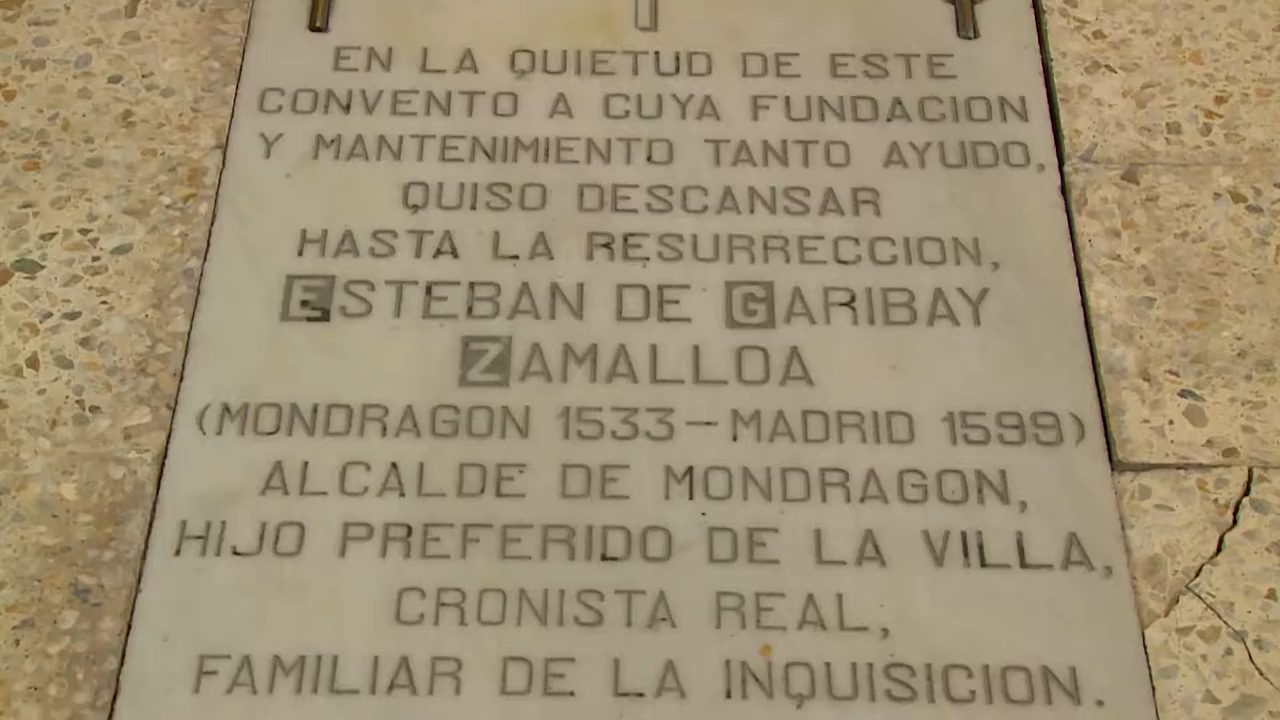 EN LA QUIETUD DE ESTE
CONVENTO A CUYA FUNDACION
Y MANTENIMIENTO TANTO AYUDO,
QUISO DESCANSAR
HASTA LA RESURRECCION,
ESTEBAN DE GARIBAY
ZAMALLOA
(MONDRAGON 1533-MADRID 1599)
ALCALDE DE MONDRAGON,
HIJO PREFERIDO DE LA VILLA,
CRONISTA REAL,
FAMILIAR DE LA INQUISICION.